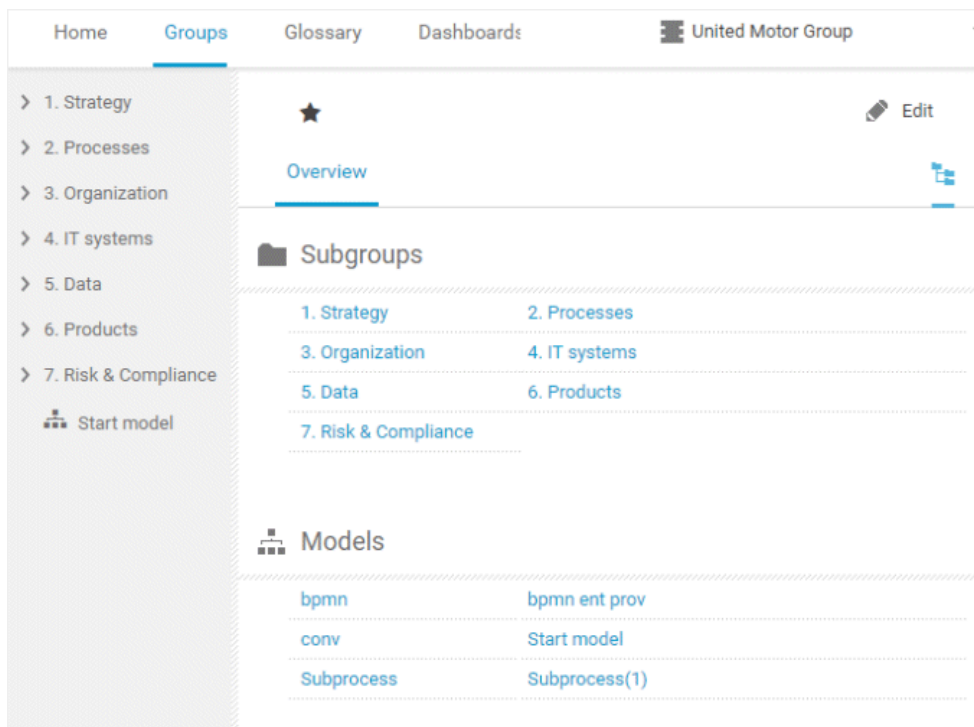 Home Groups Glossary Dashboards United Motor Group
1. Strategy
2. Processes
3. Organization
4. IT systems
5. Data
6. Products
7. Risk & Compliance
Start model
Edit
Overview
Subgroups
1. Strategy 2. Processes
3. Organization 4. IT systems
5. Data 6. Products
7. Risk & Compliance
Models
bpmn bpmn ent prov
conv Start model
Subprocess Subprocess(1)